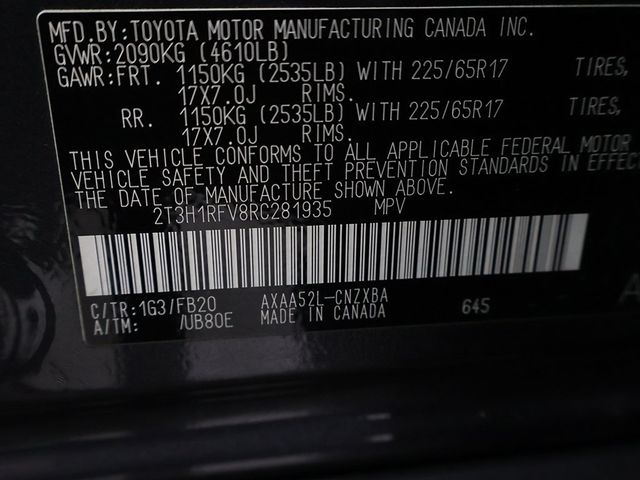 MFD.BY:TOYOTA MOTOR MANUFACTURING CANADA INC.
GVWR:2090KG (4610LB)
GAWR:FRT. 1150KG (2535LB) WITH 225/65R17 TIRES,
17X7.0J RIMS.
RR. 1150KG (2535LB) WITH 225/65R17 TIRES,
17X7.0J RIMS.
THIS VEHICLE CONFORMS TO ALL APPLICABLE FEDERAL MOTOR
VEHICLE SAFETY AND THEFT PREVENTION STANDARDS IN EFFEC
THE DATE OF MANUFACTURE SHOWN ABOVE.
2T3H1RFV8RC281935 MPV
C/TR:1G3/FB20 AXAA52L-CNZXBA 645
A/TM: /UB80E MADE IN CANADA